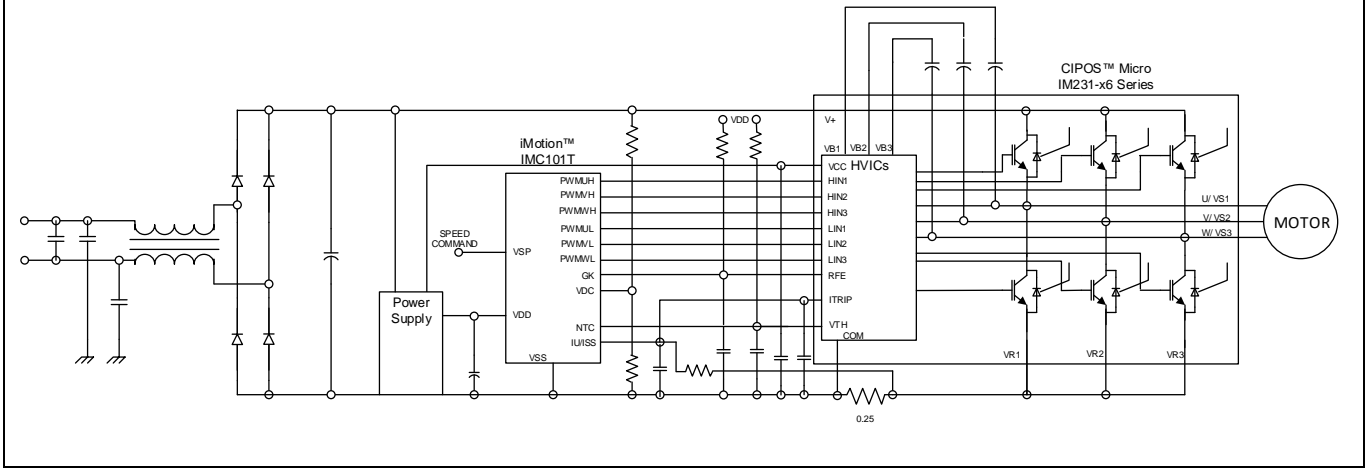 CIPOS™ Micro
IM231-x6 Series
iMotion™
IMC101T
VDD
V+
VB1
VB2
VB3
HVICs
VCC
HIN1
HIN2
HIN3
LIN1
LIN2
LIN3
RFE
ITRIP
VTH
COM
PWMUH
PWMVH
PWMWH
PWMUL
PWMVL
PWMWL
GK
VDC
NTC
IU/ISS
SPEED
COMMAND
VSP
VDD
VSS
Power
Supply
U/ VS1
V/ VS2
W/ VS3
MOTOR
VR1
VR2
VR3
0.25